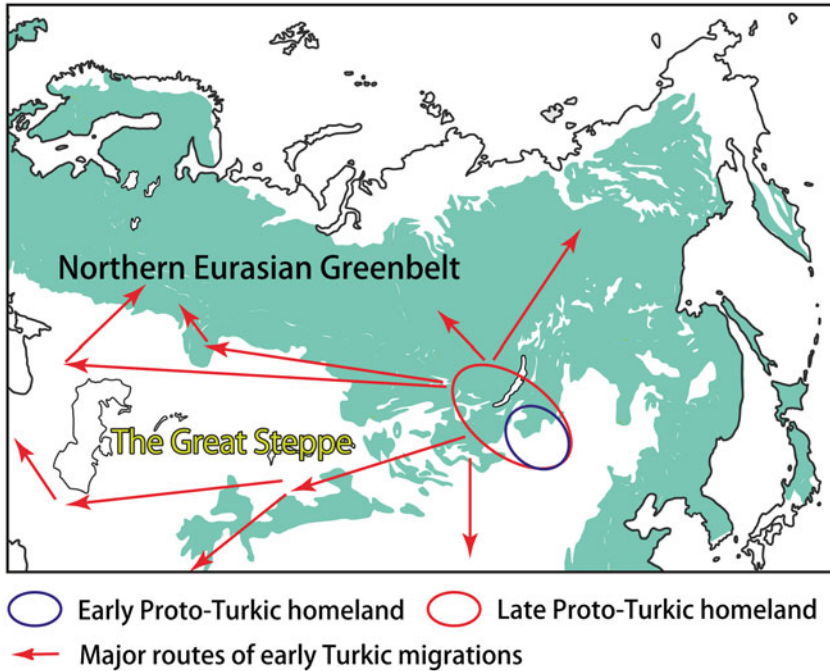 Northern Eurasian Greenbelt
The Great Steppe
Early Proto-Turkic homeland
Late Proto-Turkic homeland
Major routes of early Turkic migrations